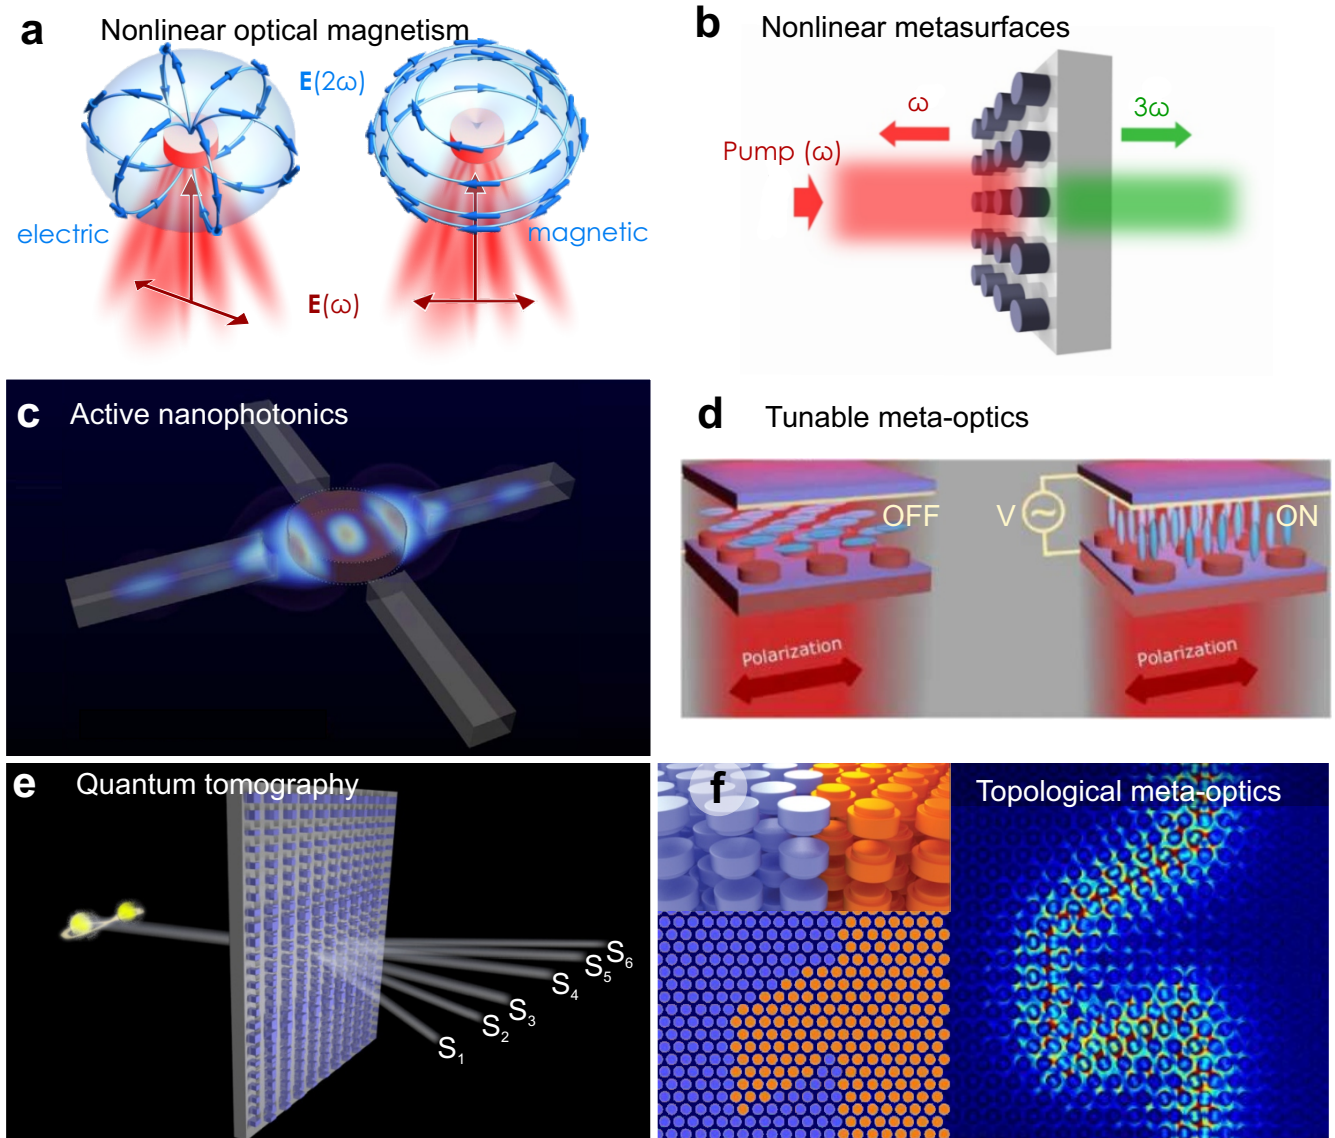 a Nonlinear optical magnetism
E(2ω)
electric
magnetic
E(ω)
b Nonlinear metasurfaces
ω
3ω
Pump (ω)
c Active nanophotonics
d Tunable meta-optics
OFF
V
~
ON
Polarization
Polarization
e Quantum tomography
S₆
S₅
S₄
S₃
S₂
S₁
f Topological meta-optics